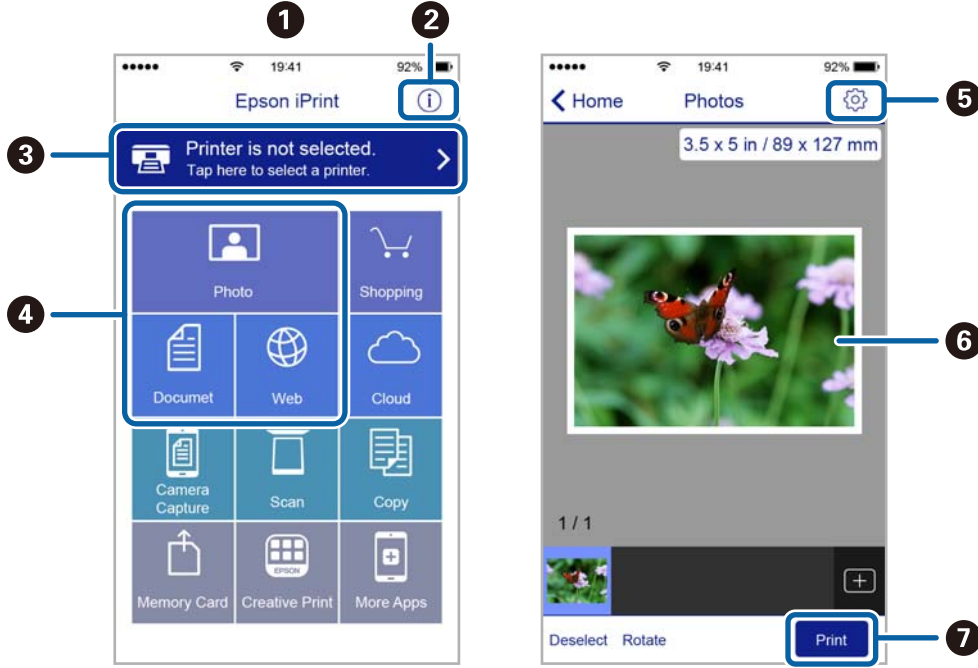 1
2
19:41
92%
Epson iPrint
i
3
Printer is not selected.
Tap here to select a printer.
4
Photo
Shopping
Documet
Web
Cloud
Camera
Capture
Scan
Copy
EPSON
Memory Card
Creative Print
More Apps
19:41
92%
Home
Photos
5
3.5 x 5 in / 89 x 127 mm
6
1 / 1
Deselect
Rotate
Print
7